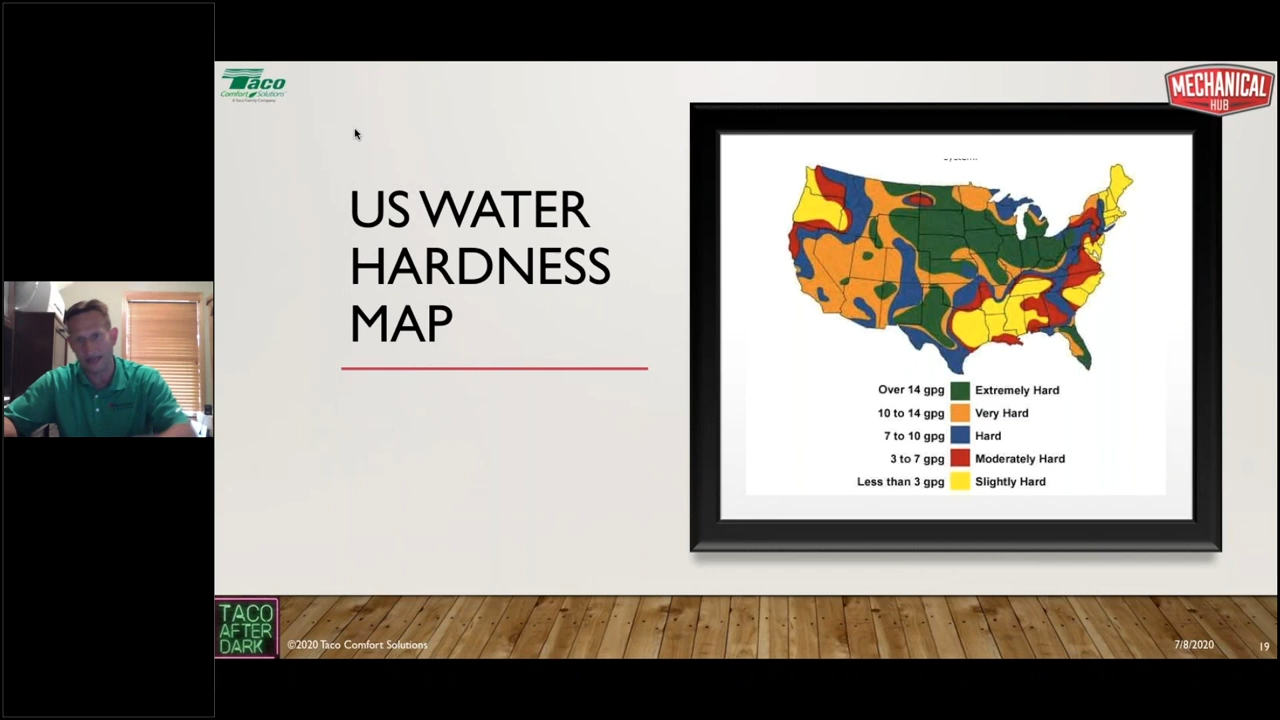 Taco
Comfort Solutions
A Taco Family Company
MECHANICAL
HUB
US WATER
HARDNESS
MAP
Over 14 gpg Extremely Hard
10 to 14 gpg Very Hard
7 to 10 gpg Hard
3 to 7 gpg Moderately Hard
Less than 3 gpg Slightly Hard
TACO
AFTER
DARK
©2020 Taco Comfort Solutions
7/8/2020
19